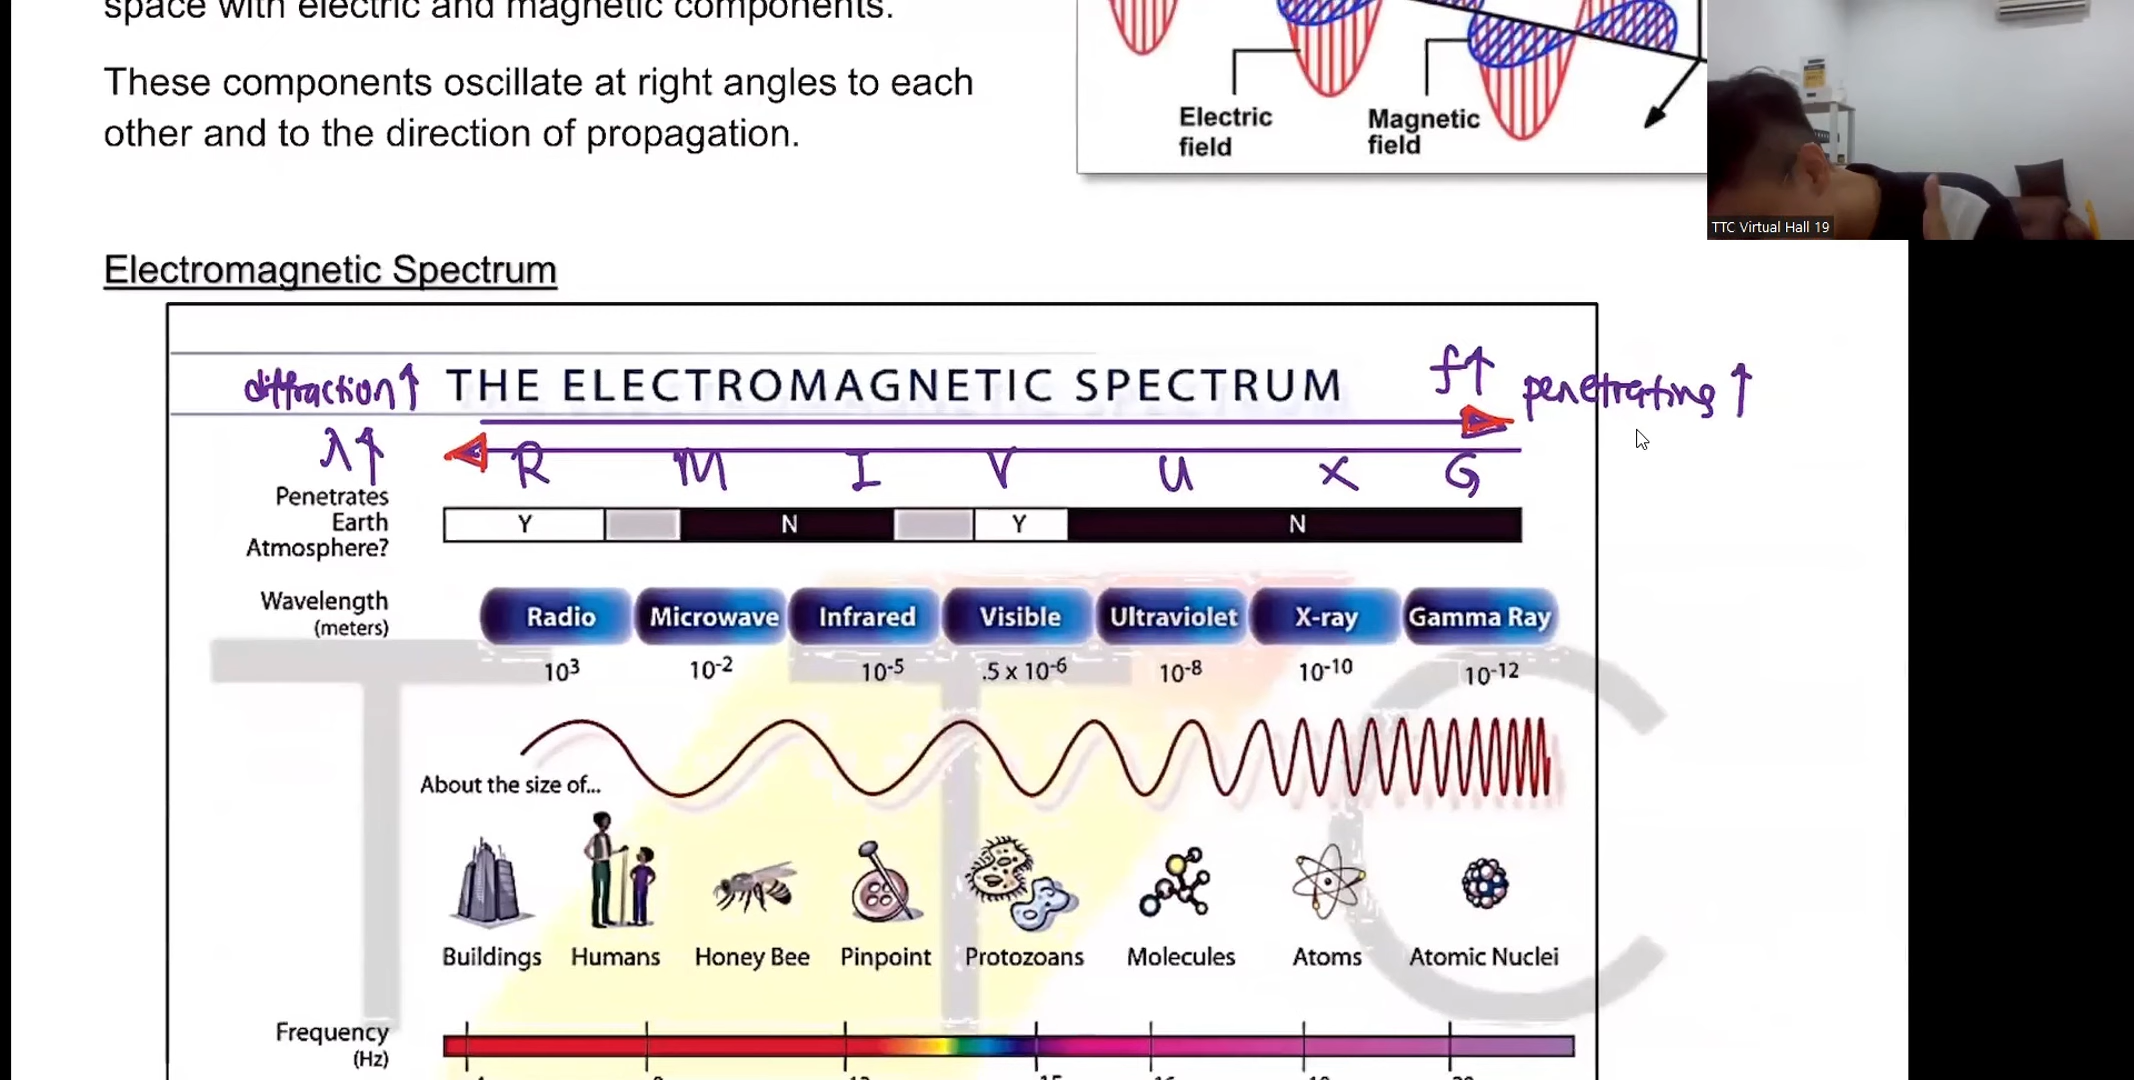 space with electric and magnetic components.
These components oscillate at right angles to each
other and to the direction of propagation.
Electric
field
Magnetic
field
TTC Virtual Hall 19
Electromagnetic Spectrum
diffraction↑ THE ELECTROMAGNETIC SPECTRUM f↑ penetrating ↑
λ↑ R M I V U X G
Penetrates
Earth
Atmosphere?
Y N Y N
Wavelength
(meters)
Radio Microwave Infrared Visible Ultraviolet X-ray Gamma Ray
10³ 10⁻² 10⁻⁵ .5 x 10⁻⁶ 10⁻⁸ 10⁻¹⁰ 10⁻¹²
About the size of...
Buildings Humans Honey Bee Pinpoint Protozoans Molecules Atoms Atomic Nuclei
Frequency
(Hz)
TTC